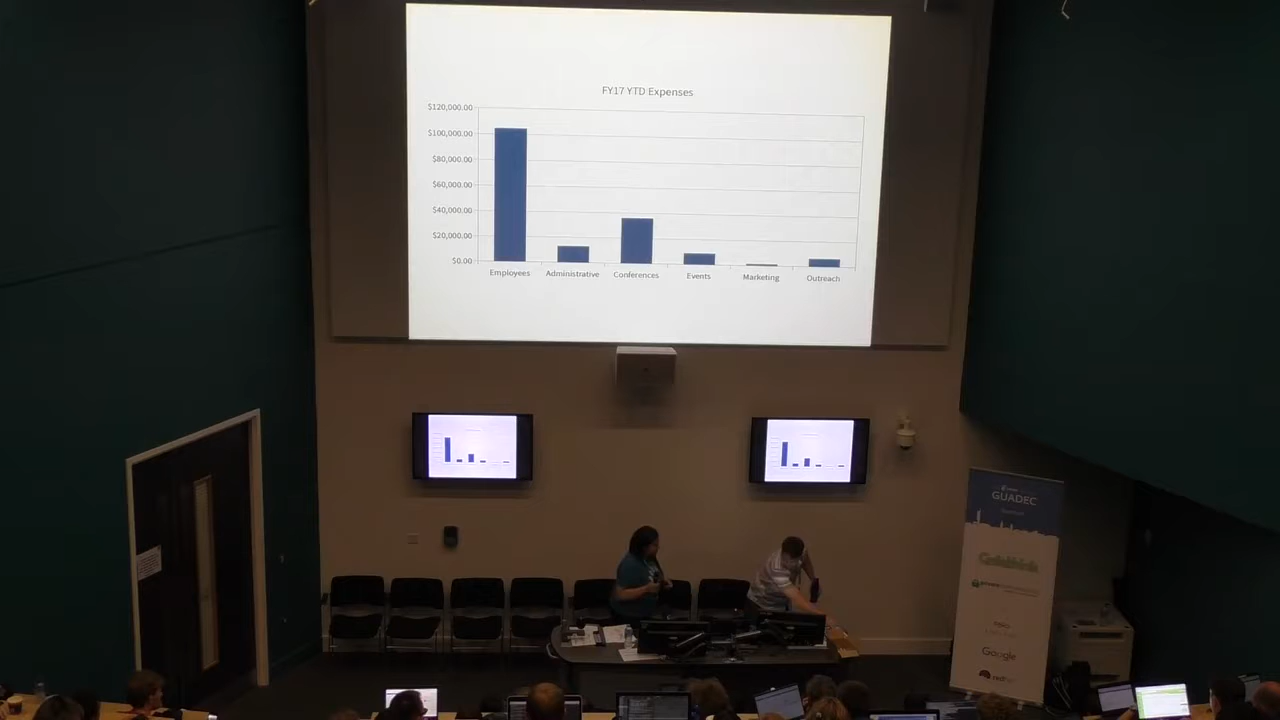 FY17 YTD Expenses
$120,000.00
$100,000.00
$80,000.00
$60,000.00
$40,000.00
$20,000.00
$0.00
Employees Administrative Conferences Events Marketing Outreach
GUADEC
Codethink
Google